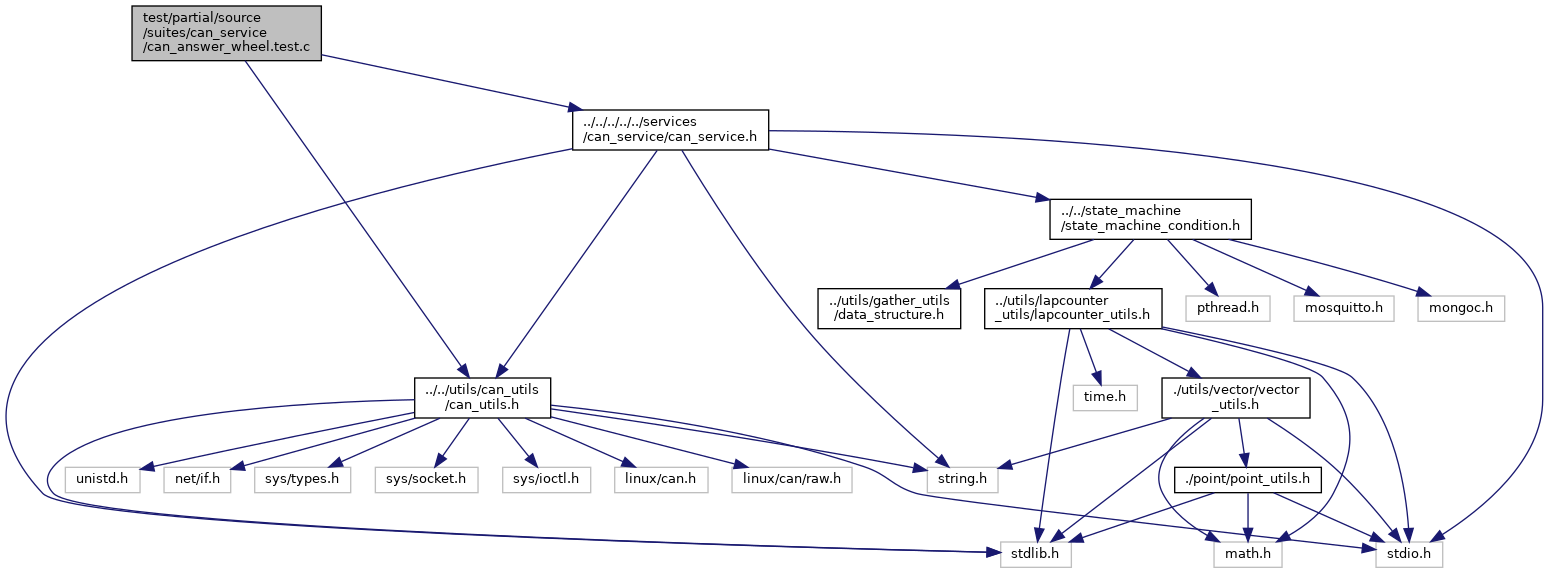 test/partial/source
/suites/can_service
/can_answer_wheel.test.c
../../../../../services
/can_service/can_service.h
../../state_machine
/state_machine_condition.h
../utils/gather_utils
/data_structure.h
../utils/lapcounter
_utils/lapcounter_utils.h
pthread.h
mosquitto.h
mongoc.h
../../utils/can_utils
/can_utils.h
time.h
./utils/vector/vector
_utils.h
unistd.h
net/if.h
sys/types.h
sys/socket.h
sys/ioctl.h
linux/can.h
linux/can/raw.h
string.h
./point/point_utils.h
stdlib.h
math.h
stdio.h